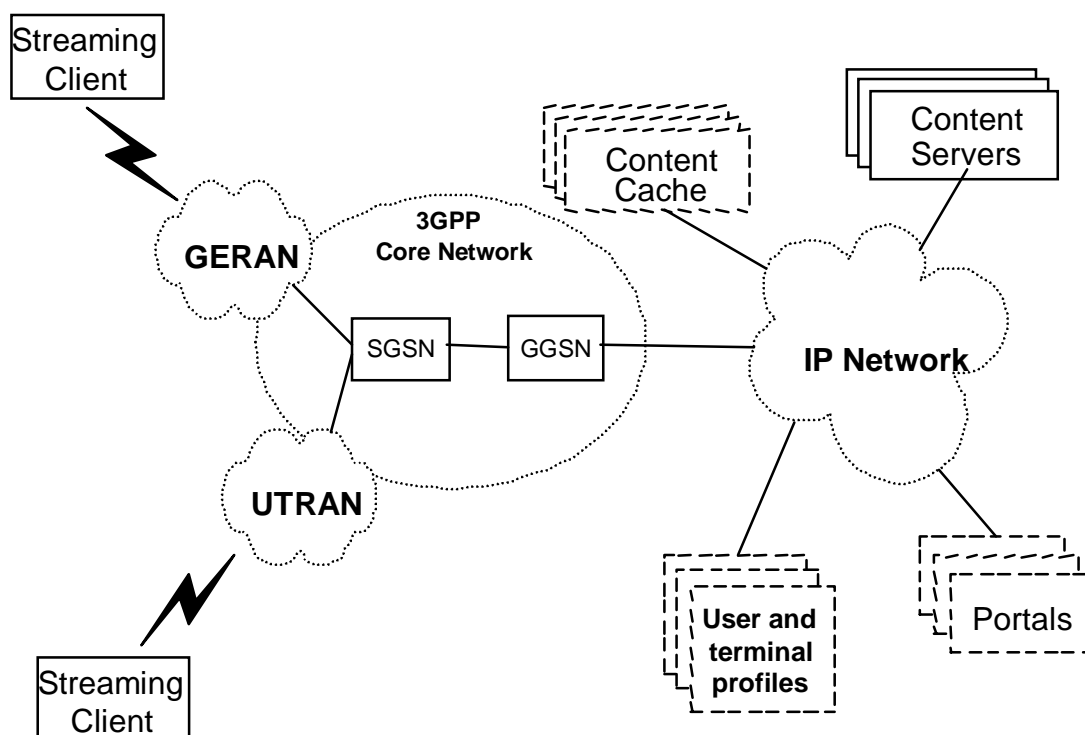 Streaming
Client
Content
Servers
Content
Cache
3GPP
Core Network
GERAN
SGSN
GGSN
IP Network
UTRAN
User and
terminal
profiles
Portals
Streaming
Client